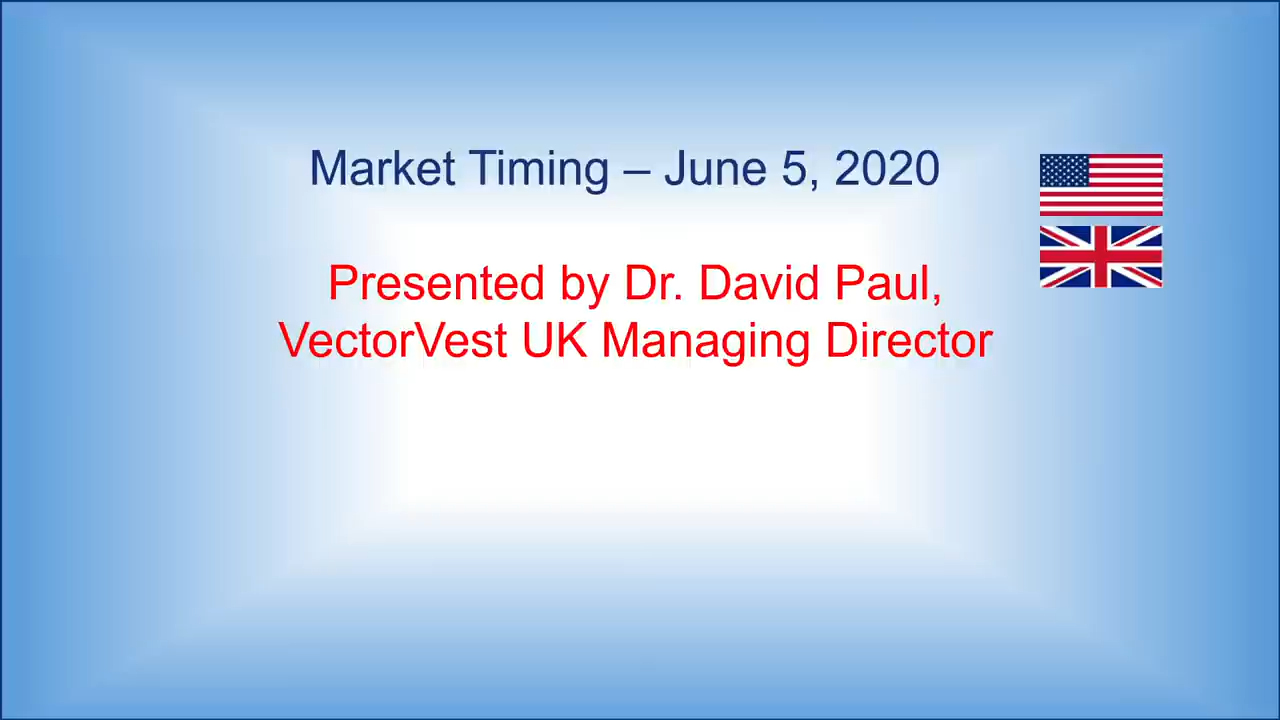 Market Timing – June 5, 2020
Presented by Dr. David Paul,
VectorVest UK Managing Director